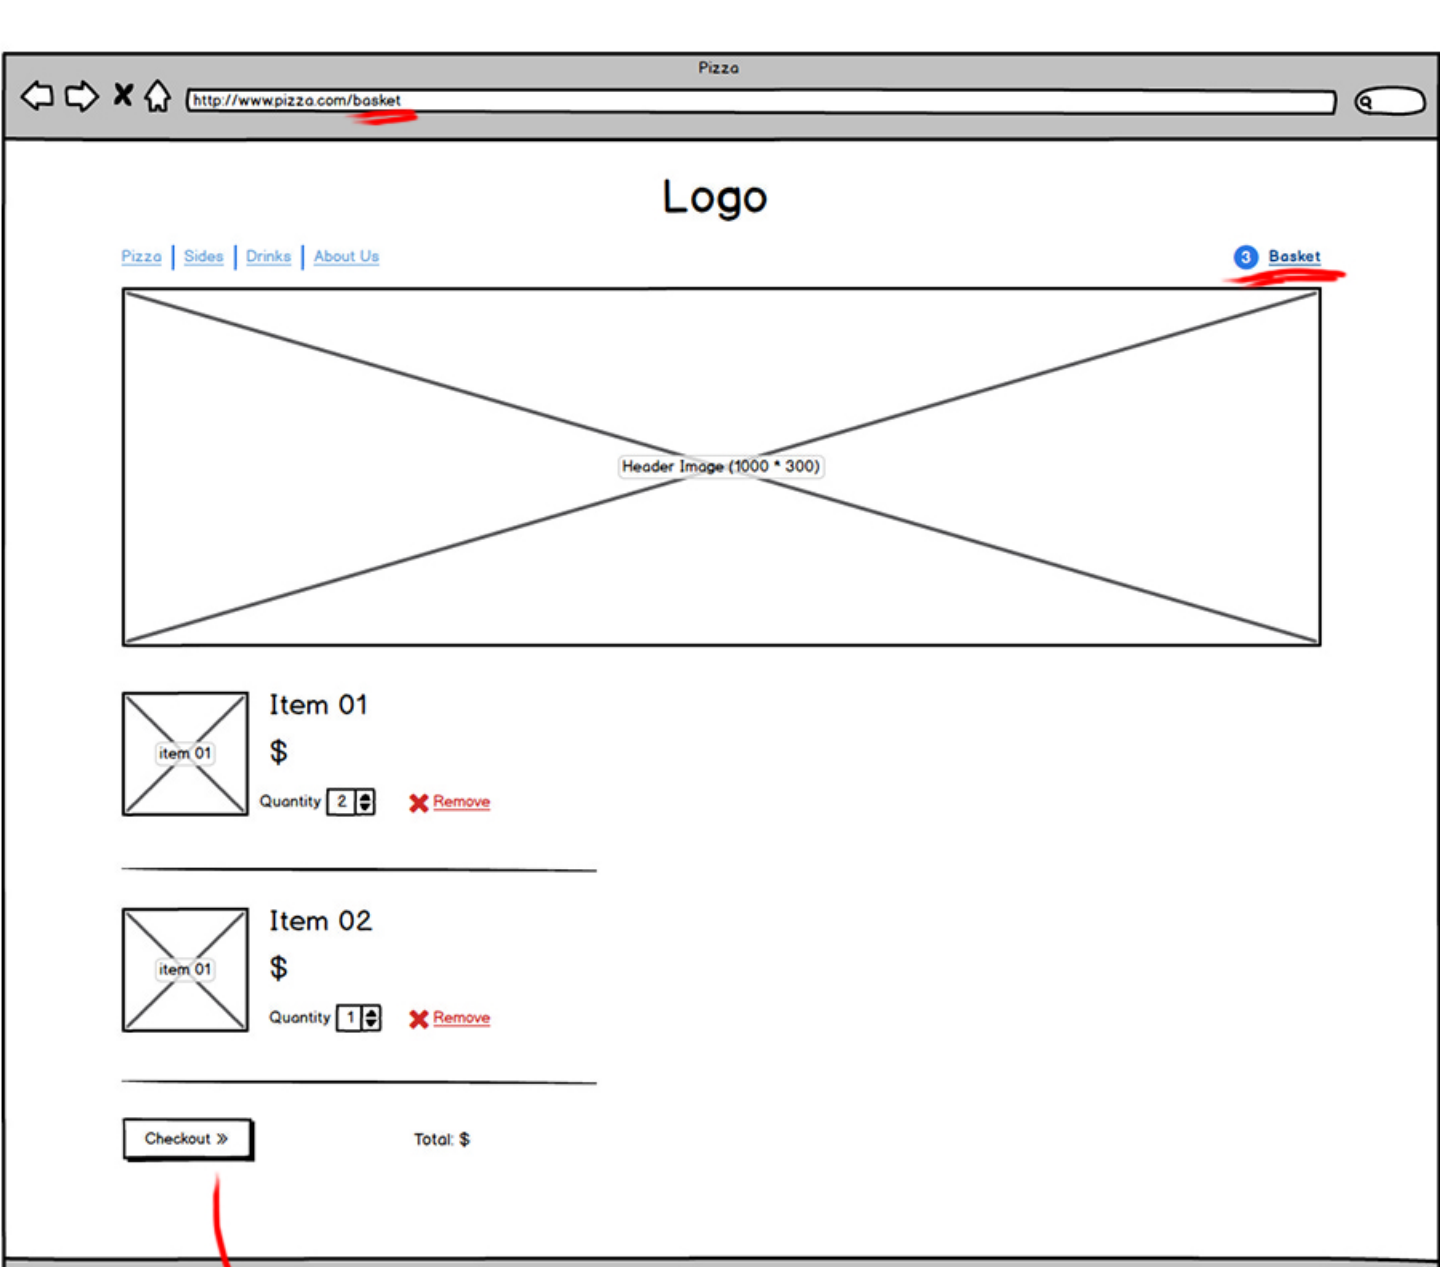 Pizza
http://www.pizza.com/basket
Logo
Pizza Sides Drinks About Us
3 Basket
Header Image (1000 * 300)
Item 01
item 01
$
Quantity 2 Remove
Item 02
item 01
$
Quantity 1 Remove
Checkout »
Total: $